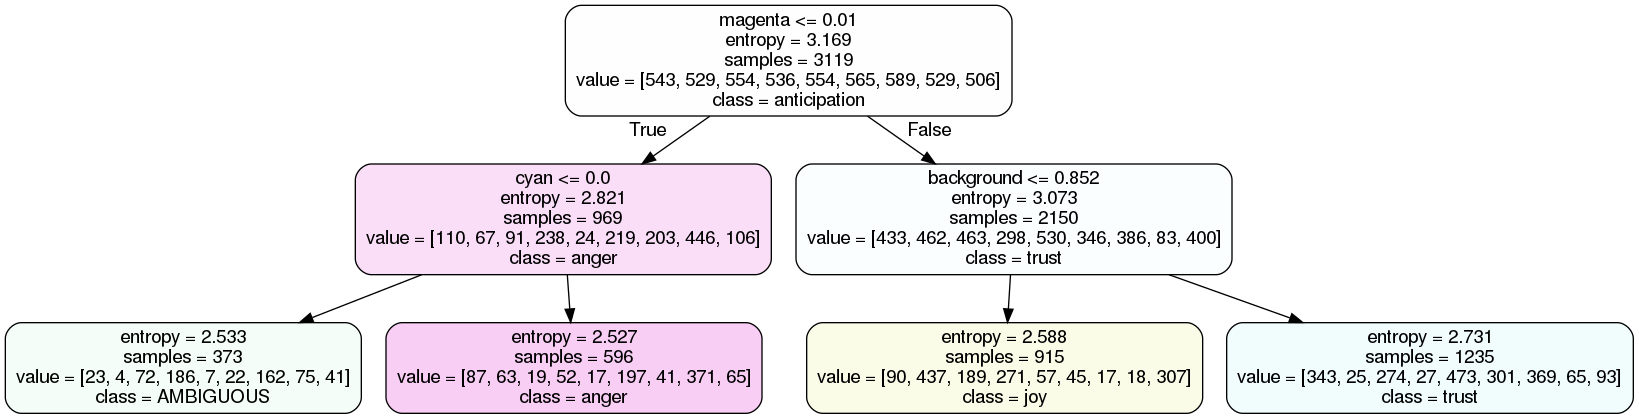 magenta <= 0.01
entropy = 3.169
samples = 3119
value = [543, 529, 554, 536, 554, 565, 589, 529, 506]
class = anticipation
True
False
cyan <= 0.0
entropy = 2.821
samples = 969
value = [110, 67, 91, 238, 24, 219, 203, 446, 106]
class = anger
background <= 0.852
entropy = 3.073
samples = 2150
value = [433, 462, 463, 298, 530, 346, 386, 83, 400]
class = trust
entropy = 2.533
samples = 373
value = [23, 4, 72, 186, 7, 22, 162, 75, 41]
class = AMBIGUOUS
entropy = 2.527
samples = 596
value = [87, 63, 19, 52, 17, 197, 41, 371, 65]
class = anger
entropy = 2.588
samples = 915
value = [90, 437, 189, 271, 57, 45, 17, 18, 307]
class = joy
entropy = 2.731
samples = 1235
value = [343, 25, 274, 27, 473, 301, 369, 65, 93]
class = trust